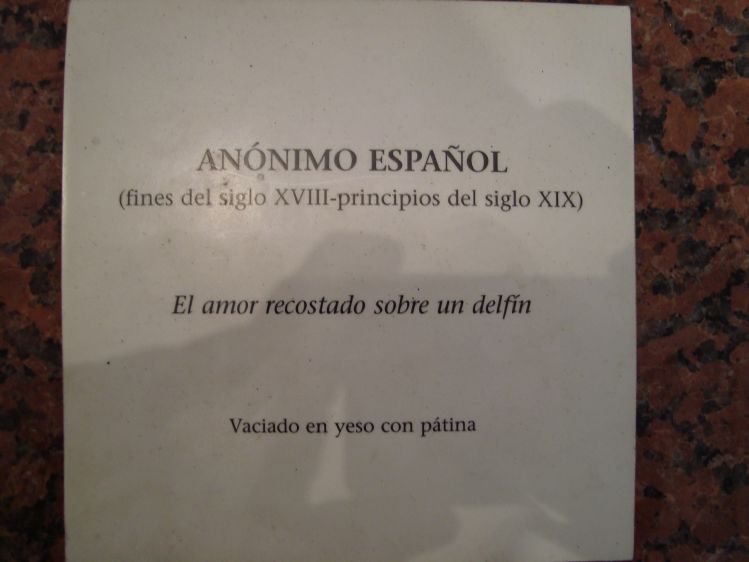 ANÓNIMO ESPAÑOL
(fines del siglo XVIII-principios del siglo XIX)
El amor recostado sobre un delfín
Vaciado en yeso con pátina